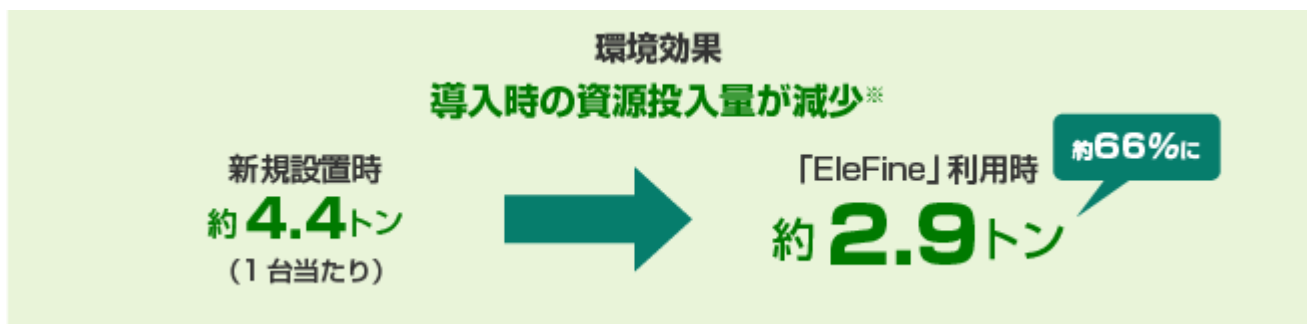 環境効果
導入時の資源投入量が減少※
新規設置時
約4.4トン
（1台当たり）
「EleFine」利用時
約2.9トン
約66%に